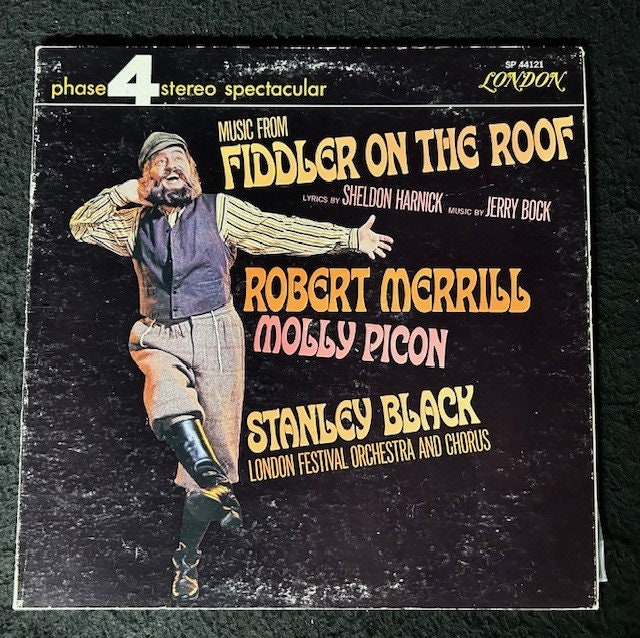 SP 44121
LONDON
phase 4 stereo spectacular
MUSIC FROM
FIDDLER ON THE ROOF
LYRICS BY SHELDON HARNICK MUSIC BY JERRY BOCK
ROBERT MERRILL
MOLLY PICON
STANLEY BLACK
LONDON FESTIVAL ORCHESTRA AND CHORUS